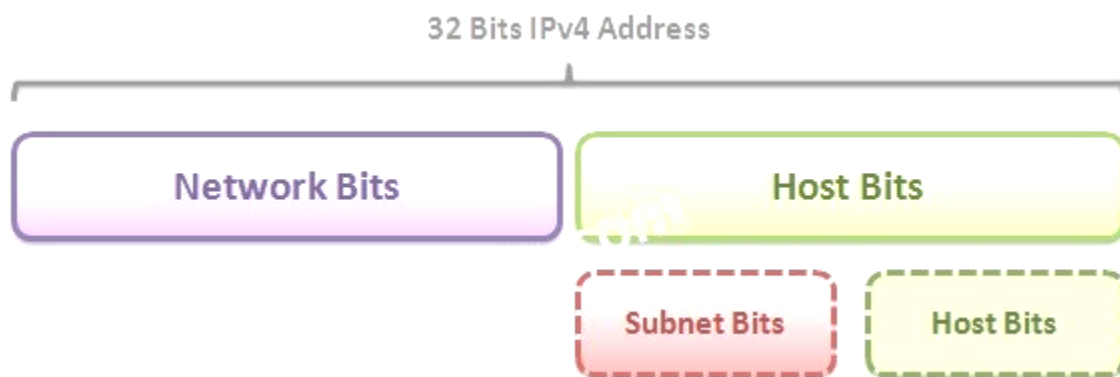 32 Bits IPv4 Address
Network Bits
Host Bits
Subnet Bits
Host Bits